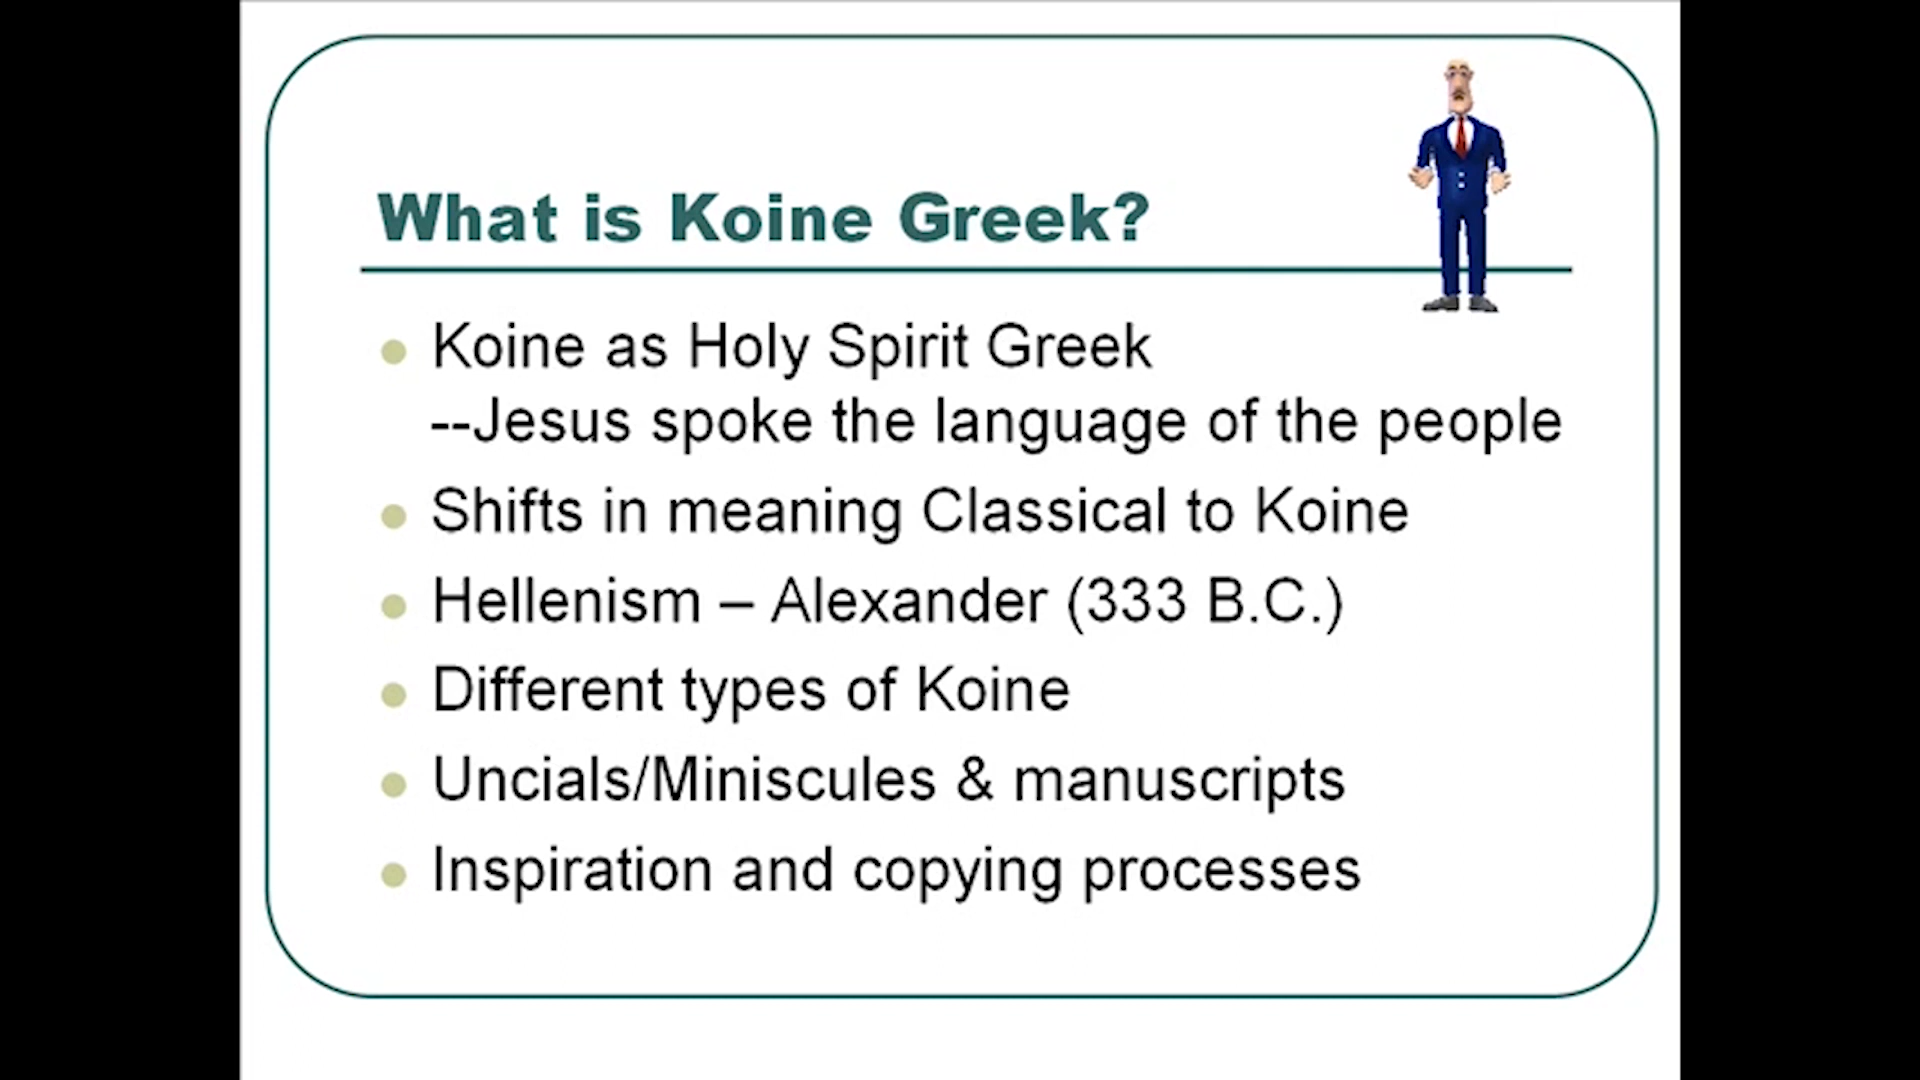 What is Koine Greek?
Koine as Holy Spirit Greek
--Jesus spoke the language of the people
Shifts in meaning Classical to Koine
Hellenism – Alexander (333 B.C.)
Different types of Koine
Uncials/Miniscules & manuscripts
Inspiration and copying processes